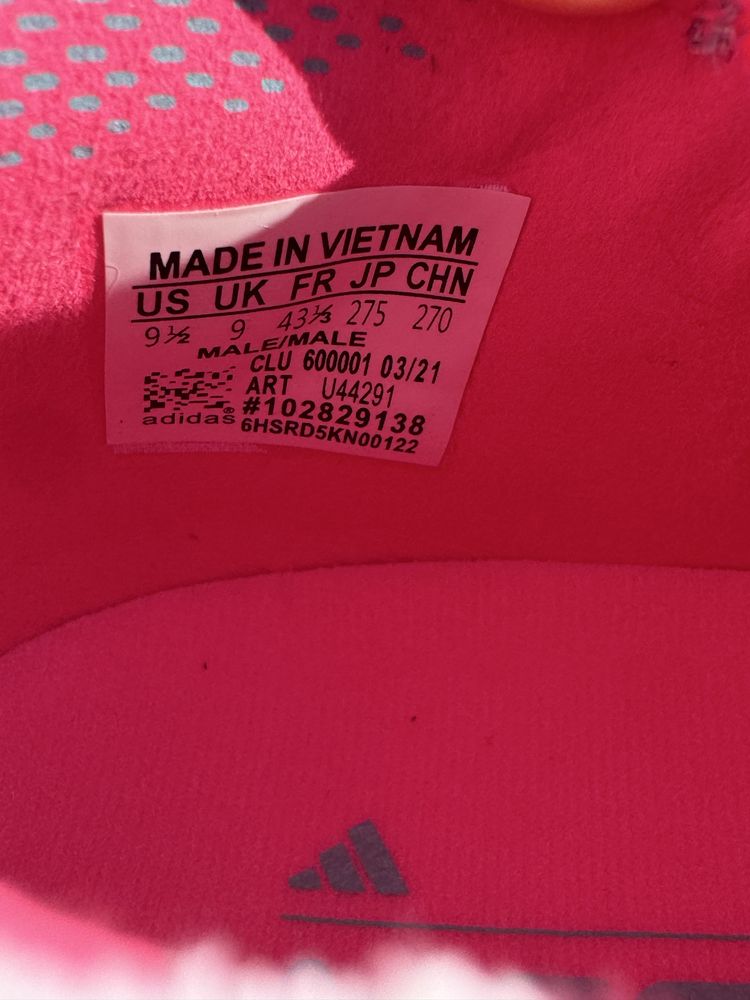 MADE IN VIETNAM
US UK FR JP CHN
9½ 9 43⅓ 275 270
MALE/MALE
CLU 600001 03/21
ART U44291
#102829138
adidas® 6HSRD5KN00122